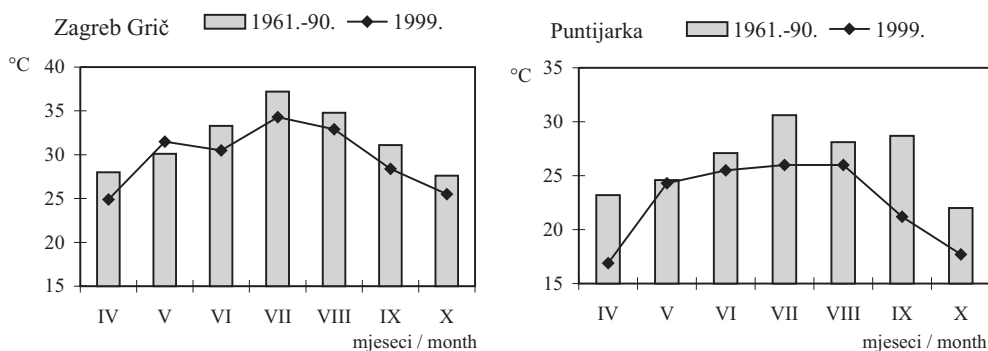 Zagreb Grič
1961.-90.
1999.
°C
40
35
30
25
20
15
IV V VI VII VIII IX X
mjeseci / month
Puntijarka
1961.-90.
1999.
°C
35
30
25
20
15
IV V VI VII VIII IX X
mjeseci / month